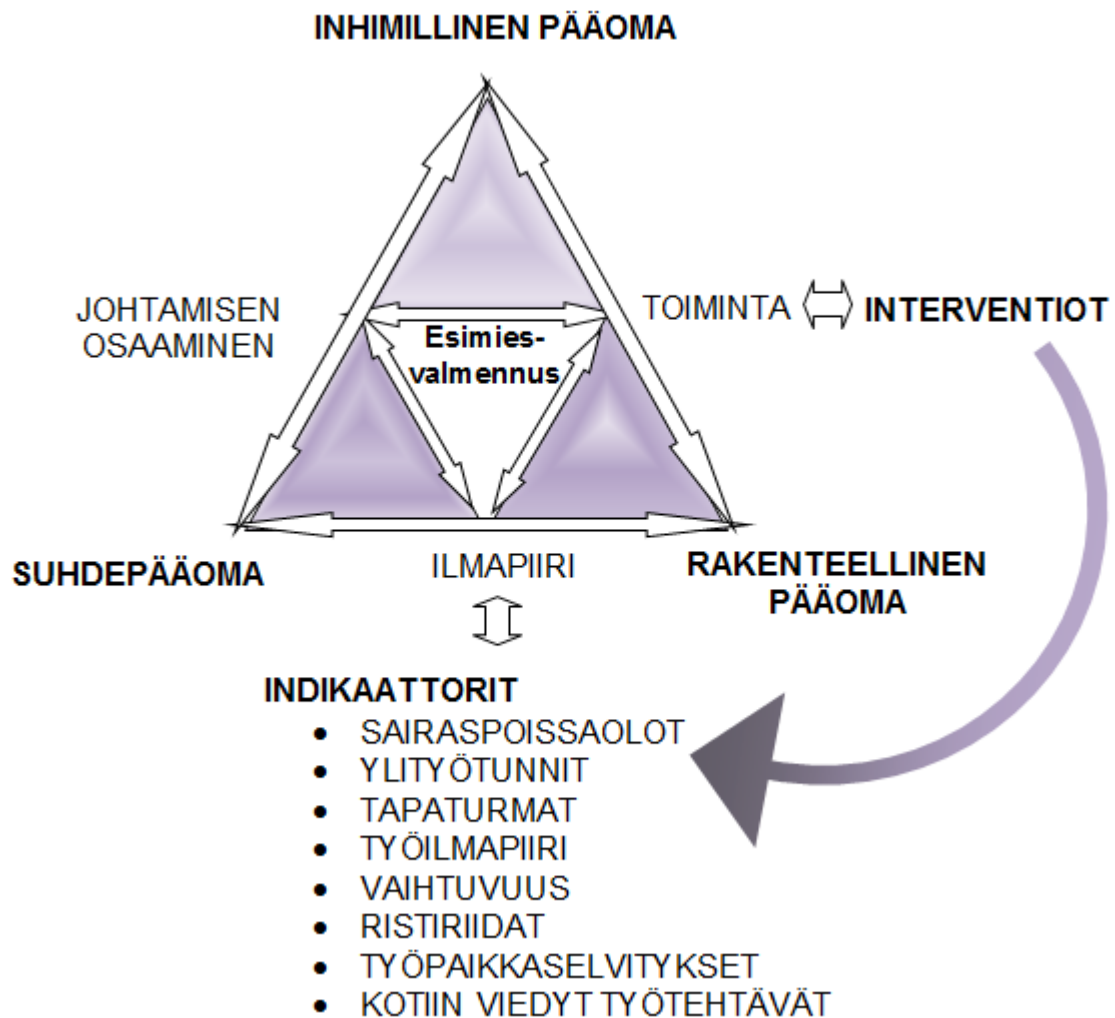 INHIMILLINEN PÄÄOMA
JOHTAMISEN
OSAAMINEN
TOIMINTA
INTERVENTIOT
Esimies-
valmennus
SUHDEPÄÄOMA
ILMAPIIRI
RAKENTEELLINEN
PÄÄOMA
INDIKAATTORIT
• SAIRASPOISSAOLOT
• YLITYÖTUNNIT
• TAPATURMAT
• TYÖILMAPIIRI
• VAIHTUVUUS
• RISTIRIIDAT
• TYÖPAIKKASELVITYKSET
• KOTIIN VIEDYT TYÖTEHTÄVÄT